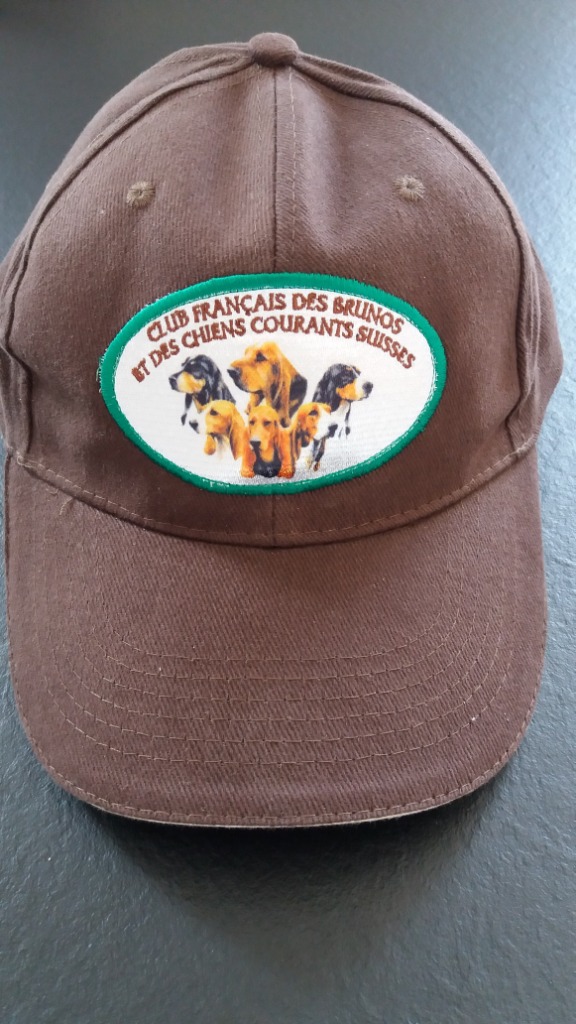 CLUB FRANÇAIS DES BRUNOS
ET DES CHIENS COURANTS SUISSES